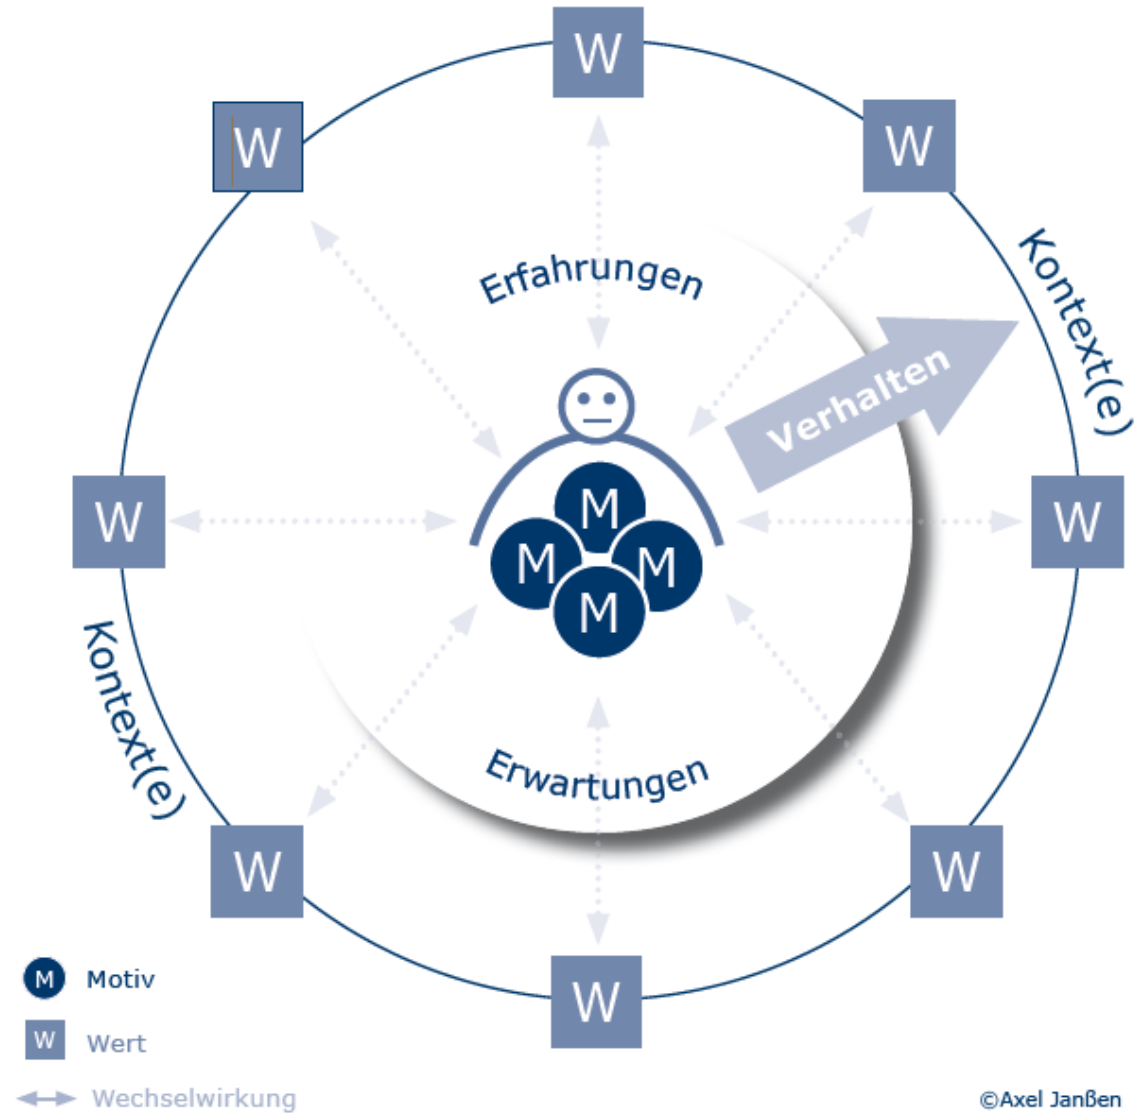 W
W
W
Kontext(e)
Erfahrungen
Verhalten
M
W
W
M
M
M
Kontext(e)
Erwartungen
W
W
W
M Motiv
W Wert
Wechselwirkung
©Axel Janßen